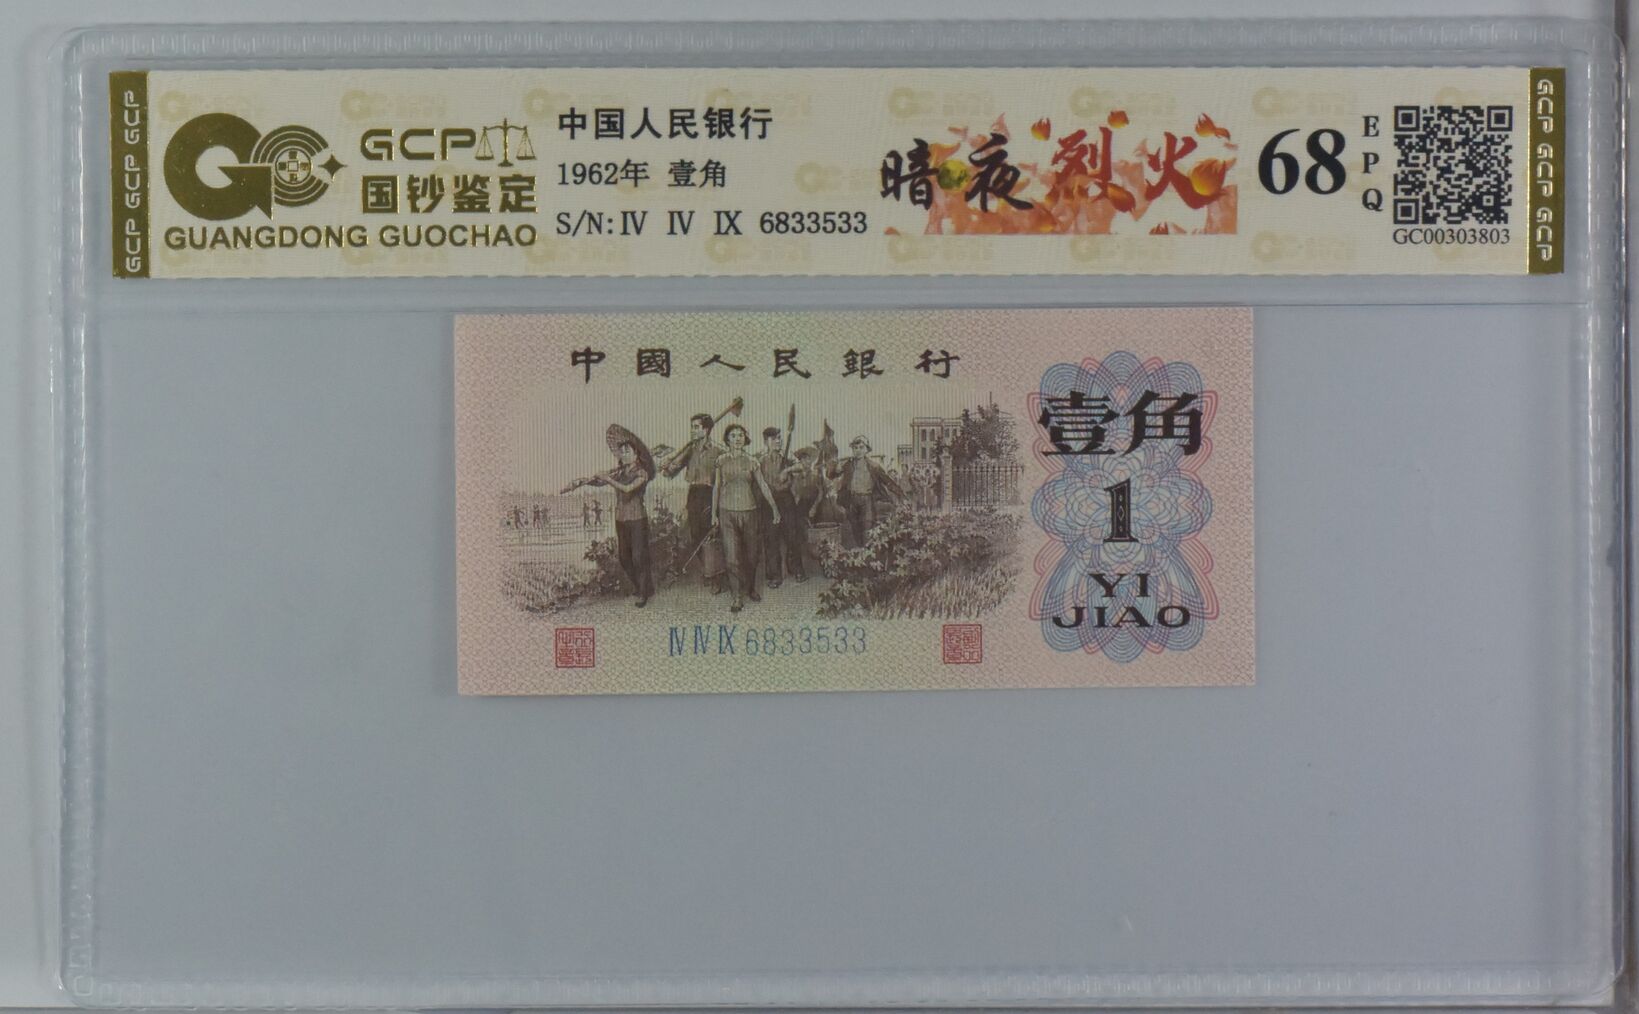 GCP
国钞鉴定
GUANGDONG GUOCHAO
中国人民银行
1962年 壹角
S/N: IV IV IX 6833533
暗夜烈火
68
EPQ
GC00303803
GCP GCP GCP
GCP GCP GCP
中國人民銀行
壹角
1
YI
JIAO
IV IV IX 6833533